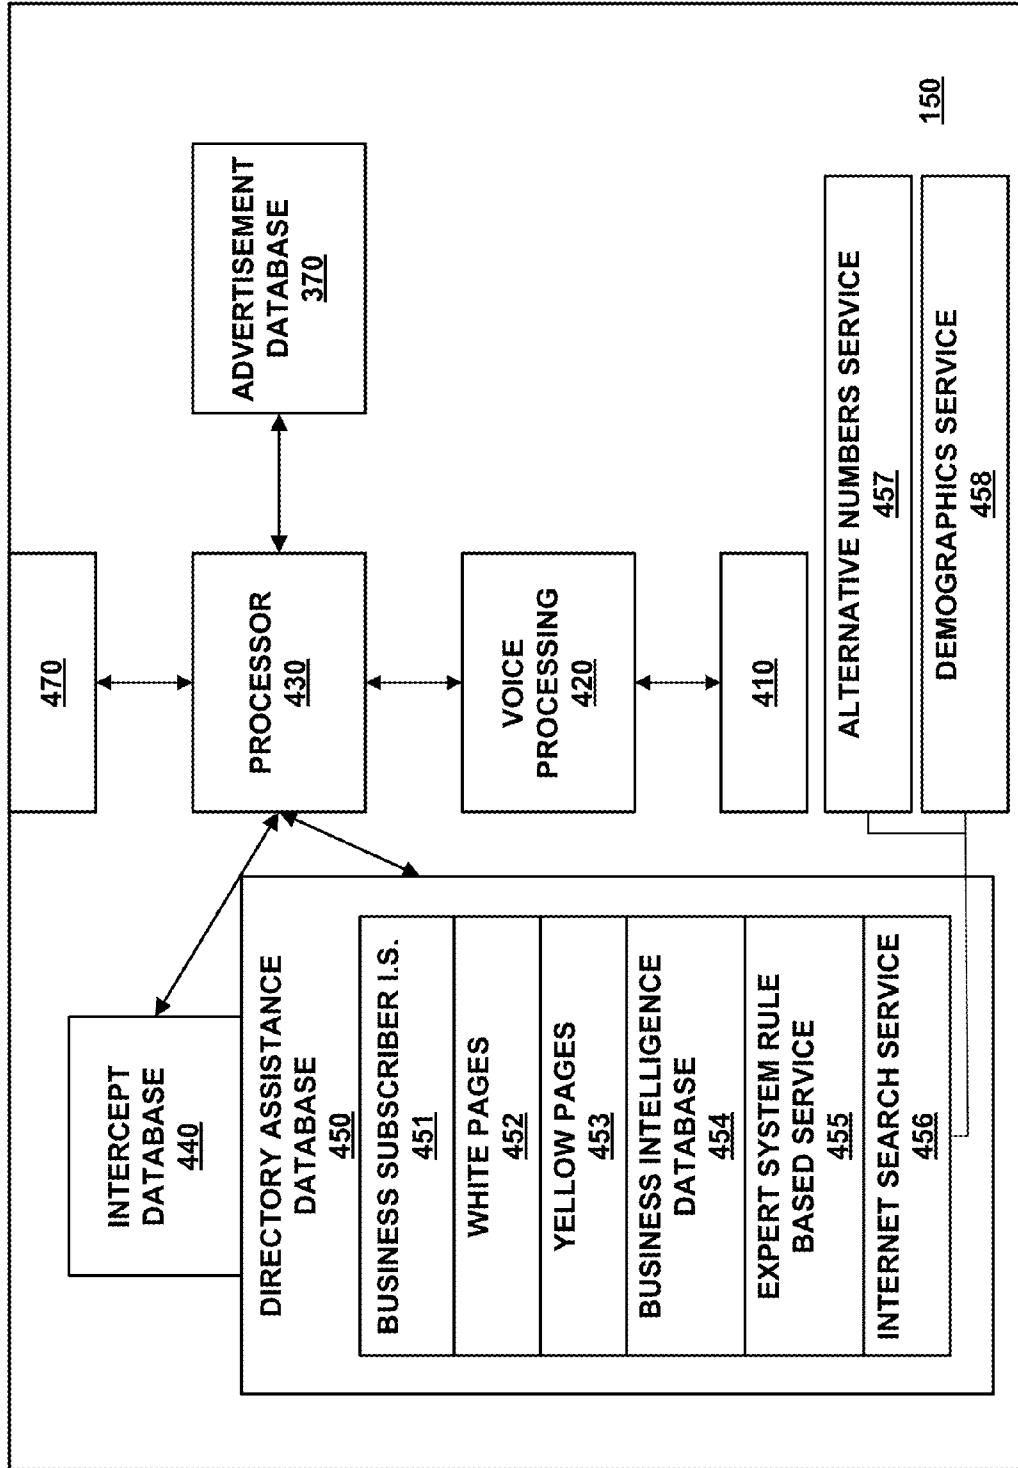 INTERCEPT
DATABASE
440
DIRECTORY ASSISTANCE
DATABASE
450
BUSINESS SUBSCRIBER I.S.
451
WHITE PAGES
452
YELLOW PAGES
453
BUSINESS INTELLIGENCE
DATABASE
454
EXPERT SYSTEM RULE
BASED SERVICE
455
INTERNET SEARCH SERVICE
456
470
PROCESSOR
430
VOICE
PROCESSING
420
410
ADVERTISEMENT
DATABASE
370
ALTERNATIVE NUMBERS SERVICE
457
DEMOGRAPHICS SERVICE
458
150